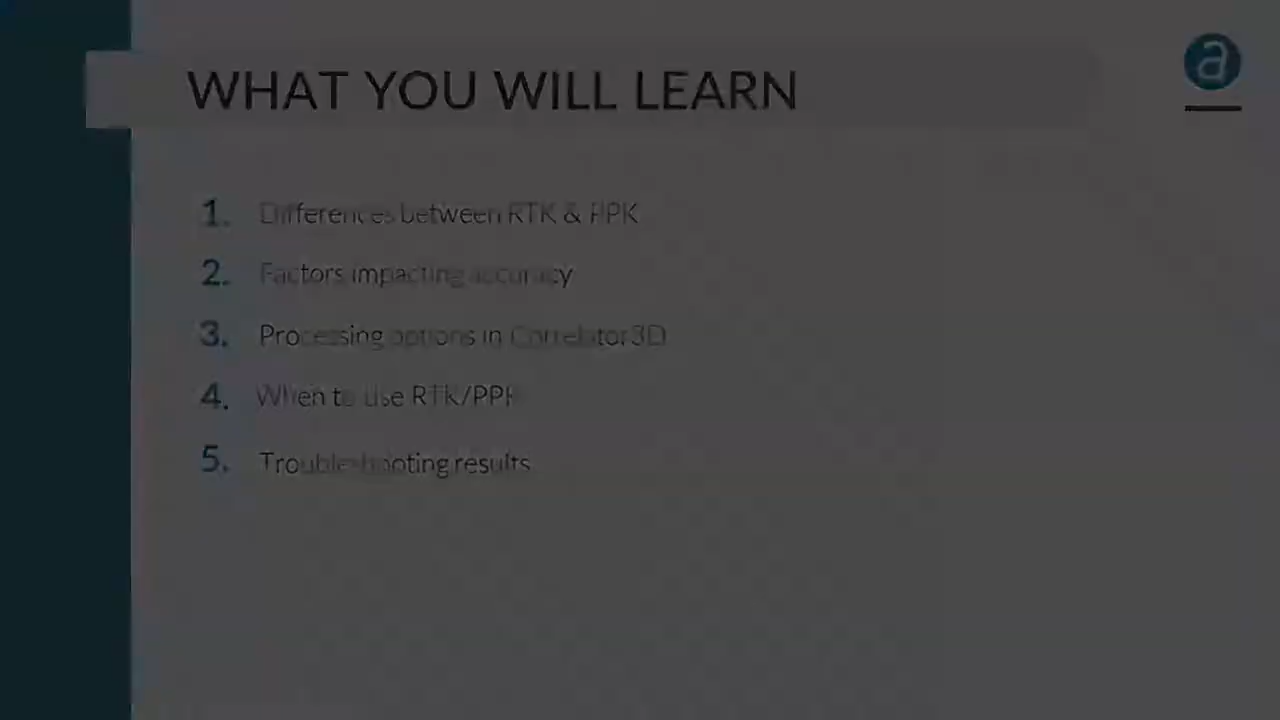 WHAT YOU WILL LEARN
a
1. Differences between RTK & PPK
2. Factors impacting accuracy
3. Processing options in Correlator3D
4. When to use RTK/PPK
5. Troubleshooting results